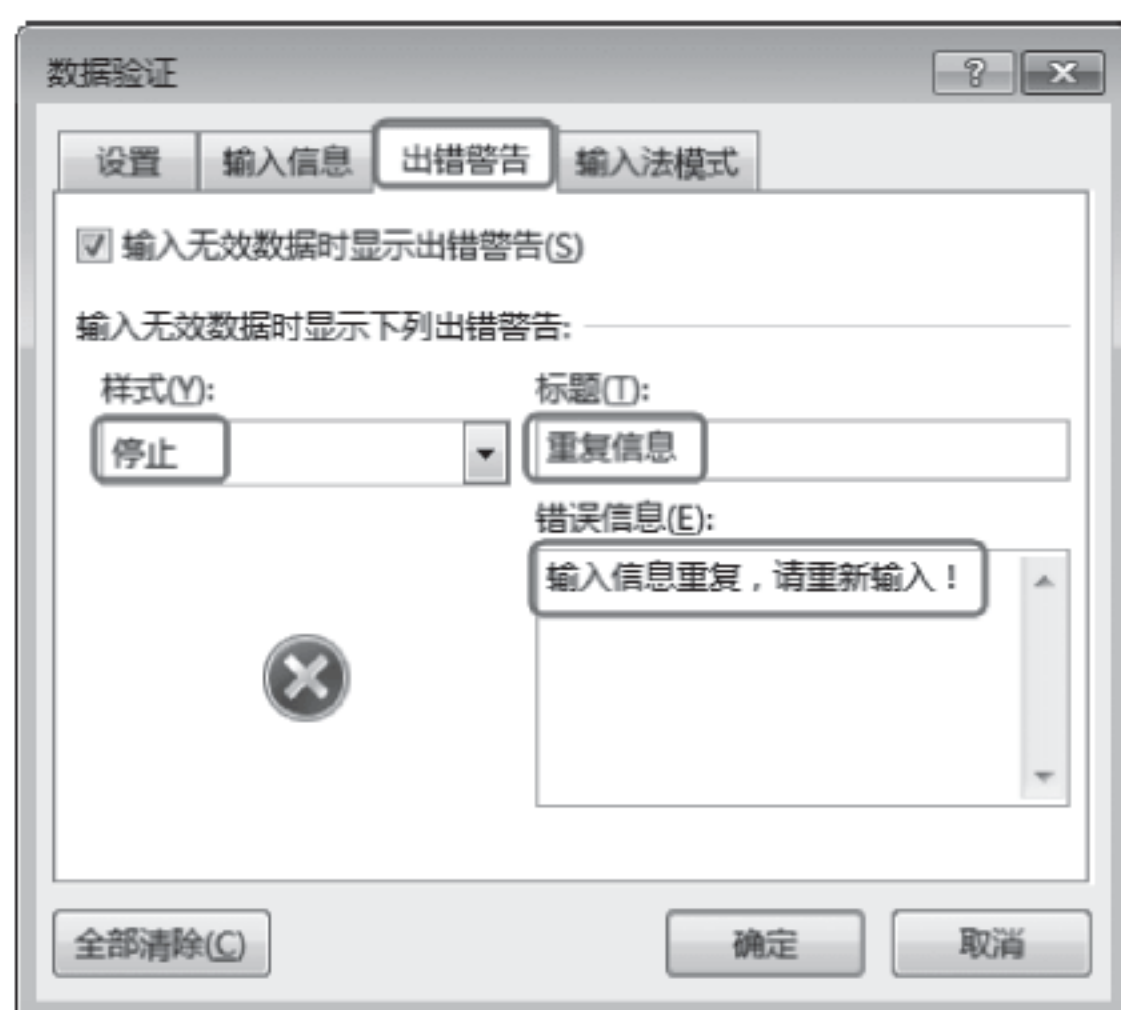 数据验证
设置 输入信息 出错警告 输入法模式
输入无效数据时显示出错警告(S)
输入无效数据时显示下列出错警告:
样式(Y): 标题(T):
停止 重复信息
错误信息(E):
输入信息重复，请重新输入！
全部清除(C) 确定 取消